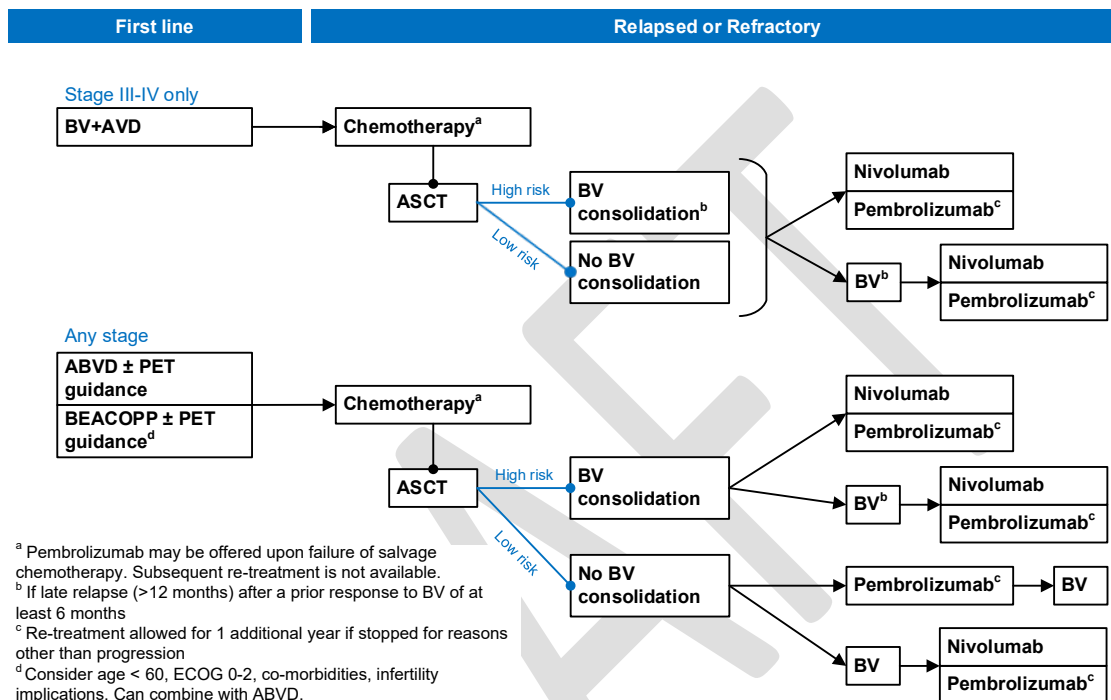 First line
Relapsed or Refractory
Stage III-IV only
BV+AVD
Chemotherapyᵃ
ASCT
High risk
Low risk
BV
consolidationᵇ
No BV
consolidation
Nivolumab
Pembrolizumabᶜ
BVᵇ
Nivolumab
Pembrolizumabᶜ
Any stage
ABVD ± PET
guidance
BEACOPP ± PET
guidanceᵈ
Chemotherapyᵃ
ASCT
High risk
Low risk
BV
consolidation
No BV
consolidation
Nivolumab
Pembrolizumabᶜ
BVᵇ
Nivolumab
Pembrolizumabᶜ
Pembrolizumabᶜ
BV
BV
Nivolumab
Pembrolizumabᶜ
ᵃ Pembrolizumab may be offered upon failure of salvage
chemotherapy. Subsequent re-treatment is not available.
ᵇ If late relapse (>12 months) after a prior response to BV of at
least 6 months
ᶜ Re-treatment allowed for 1 additional year if stopped for reasons
other than progression
ᵈ Consider age < 60, ECOG 0-2, co-morbidities, infertility
implications. Can combine with ABVD.